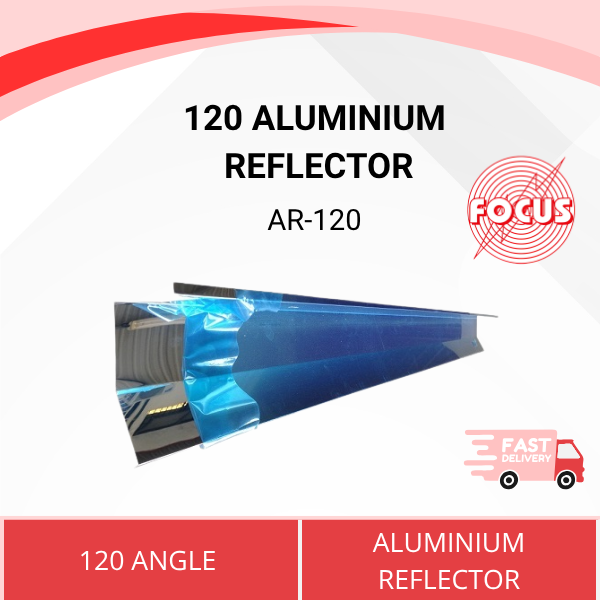 120 ALUMINIUM
REFLECTOR
AR-120
FOCUS
FAST
DELIVERY
120 ANGLE
ALUMINIUM
REFLECTOR